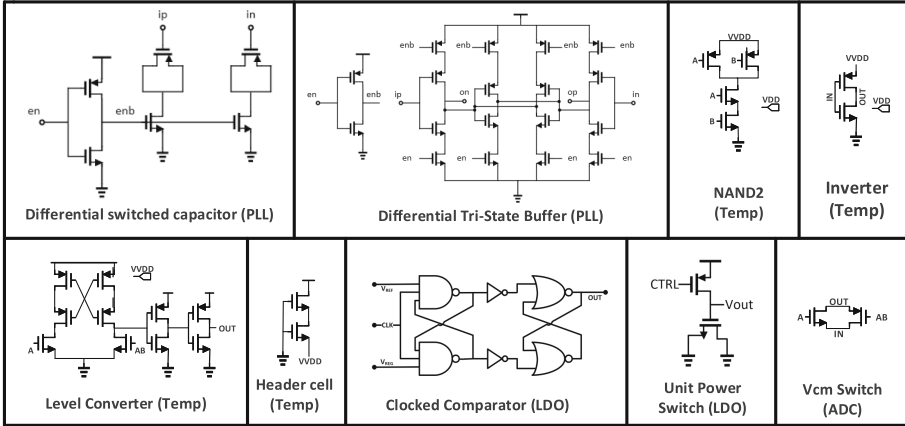 ip
in
en
enb
Differential switched capacitor (PLL)
enb
enb
enb
enb
en
enb
ip
on
op
in
en
en
en
en
Differential Tri-State Buffer (PLL)
VVDD
A
B
A
VDD
B
NAND2
(Temp)
VVDD
IN
OUT
VDD
Inverter
(Temp)
VVDD
OUT
A
AB
Level Converter (Temp)
VVDD
Header cell
(Temp)
VREF
OUT
CLK
VREG
Clocked Comparator (LDO)
CTRL
Vout
Unit Power
Switch (LDO)
OUT
A
AB
IN
Vcm Switch
(ADC)